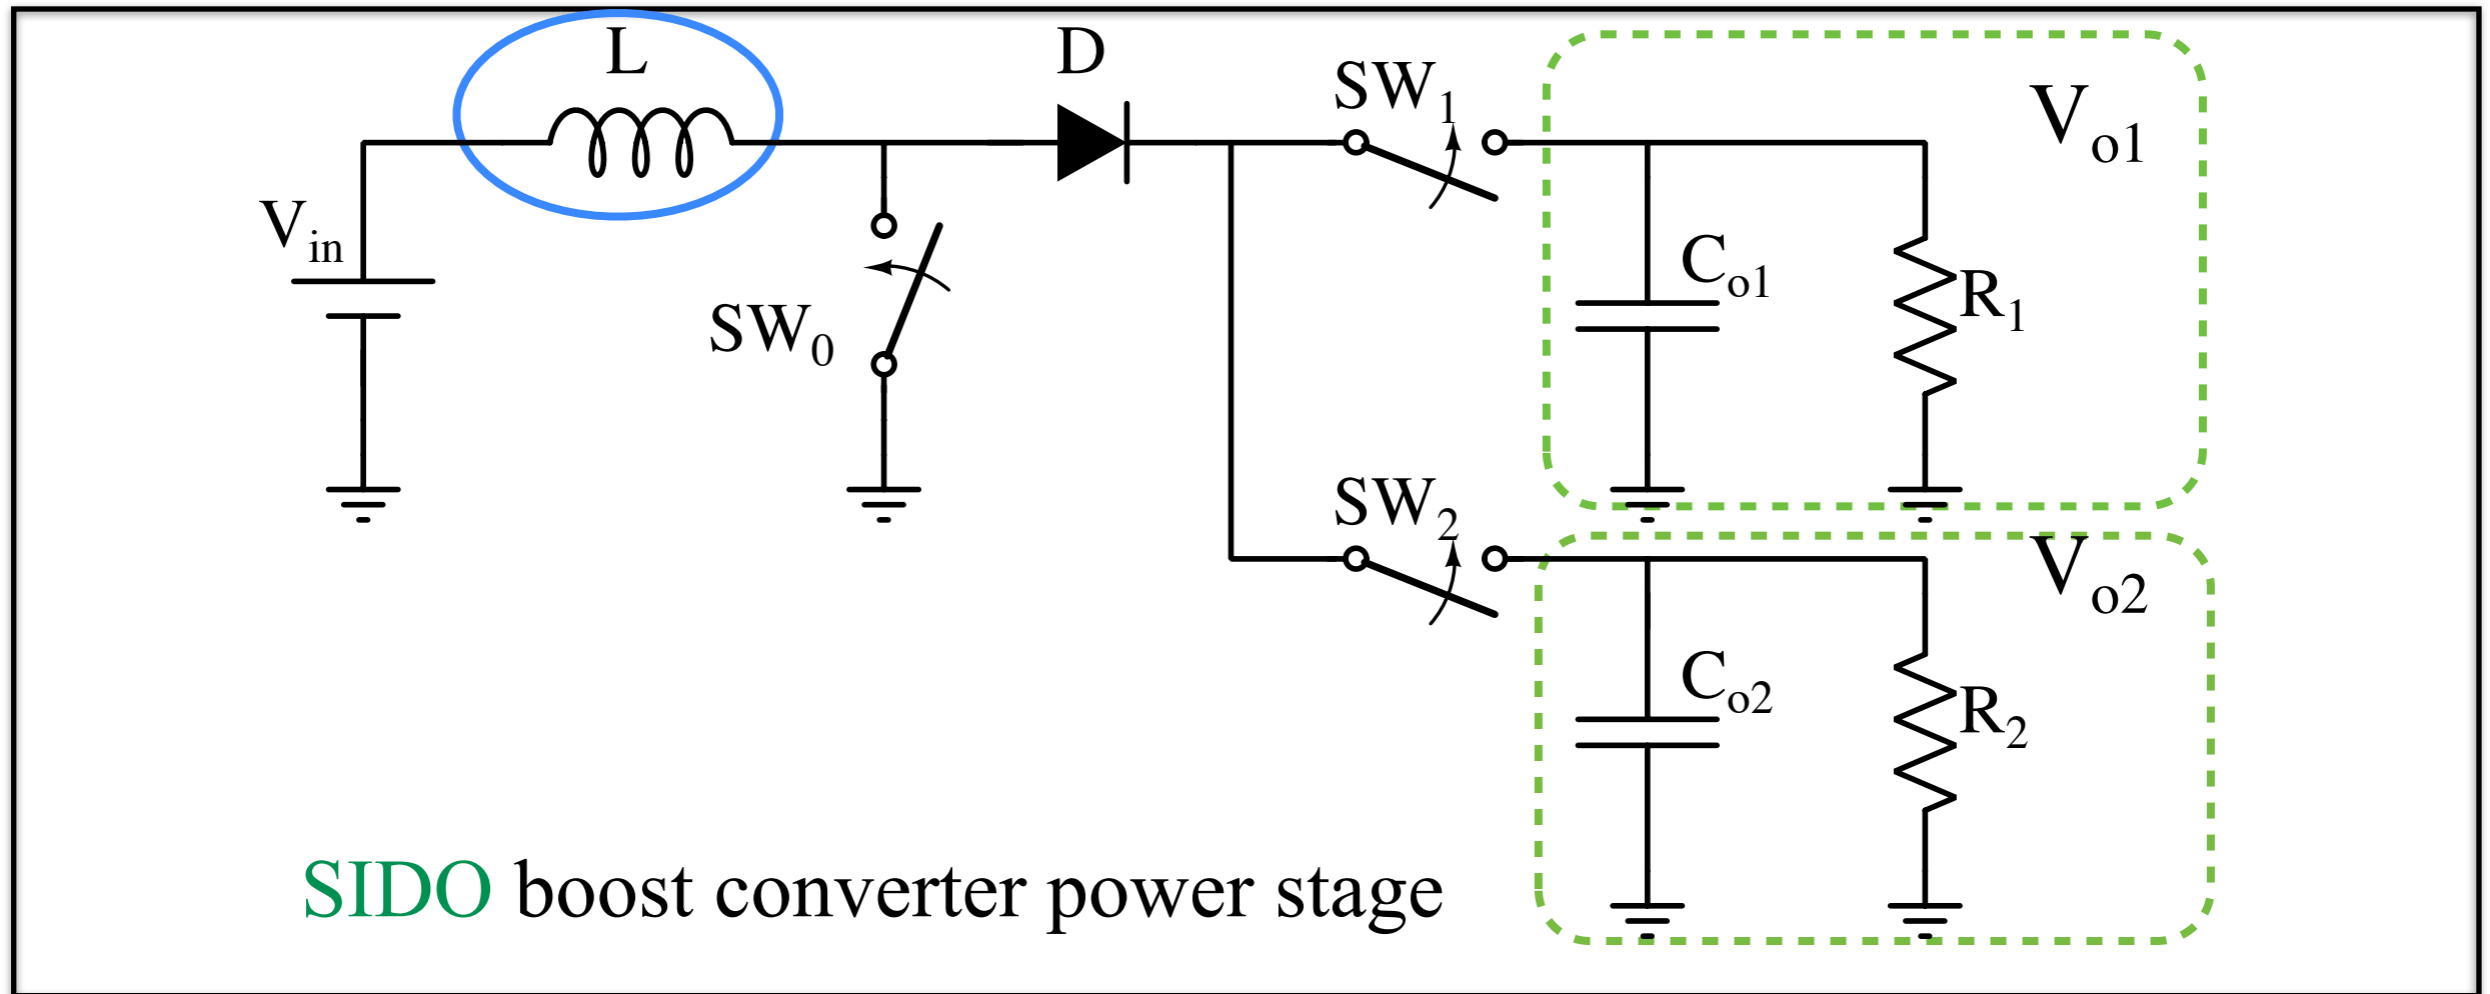 L
D
SW1
Vo1
Vin
Co1
R1
SW0
SW2
Vo2
Co2
R2
SIDO boost converter power stage